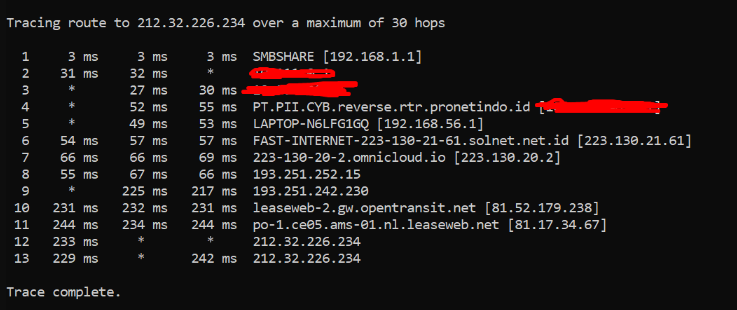 Tracing route to 212.32.226.234 over a maximum of 30 hops
1 3 ms 3 ms 3 ms SMBSHARE [192.168.1.1]
2 31 ms 32 ms *
3 * 27 ms 30 ms
4 * 52 ms 55 ms PT.PII.CYB.reverse.rtr.pronetindo.id [
5 * 49 ms 53 ms LAPTOP-N6LFG1GQ [192.168.56.1]
6 54 ms 57 ms 57 ms FAST-INTERNET-223-130-21-61.solnet.net.id [223.130.21.61]
7 66 ms 66 ms 69 ms 223-130-20-2.omnicloud.io [223.130.20.2]
8 55 ms 67 ms 66 ms 193.251.252.15
9 * 225 ms 217 ms 193.251.242.230
10 231 ms 232 ms 231 ms leaseweb-2.gw.opentransit.net [81.52.179.238]
11 244 ms 234 ms 244 ms po-1.ce05.ams-01.nl.leaseweb.net [81.17.34.67]
12 233 ms * * 212.32.226.234
13 229 ms * 242 ms 212.32.226.234
Trace complete.